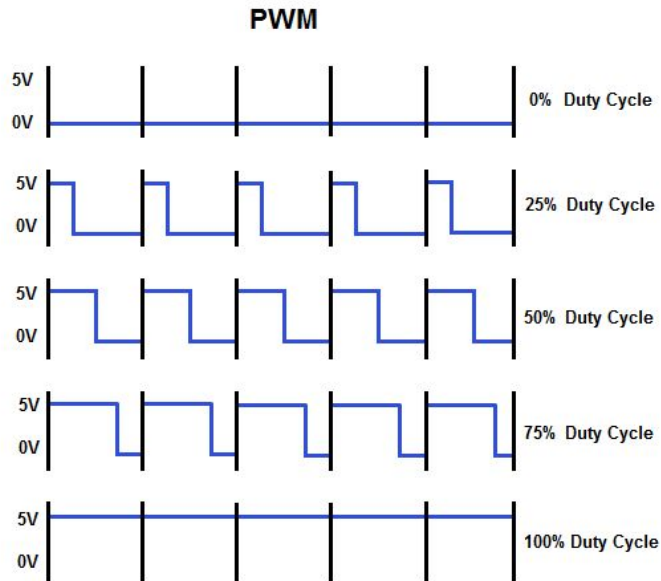 PWM
5V
0V
0% Duty Cycle
5V
0V
25% Duty Cycle
5V
0V
50% Duty Cycle
5V
0V
75% Duty Cycle
5V
0V
100% Duty Cycle